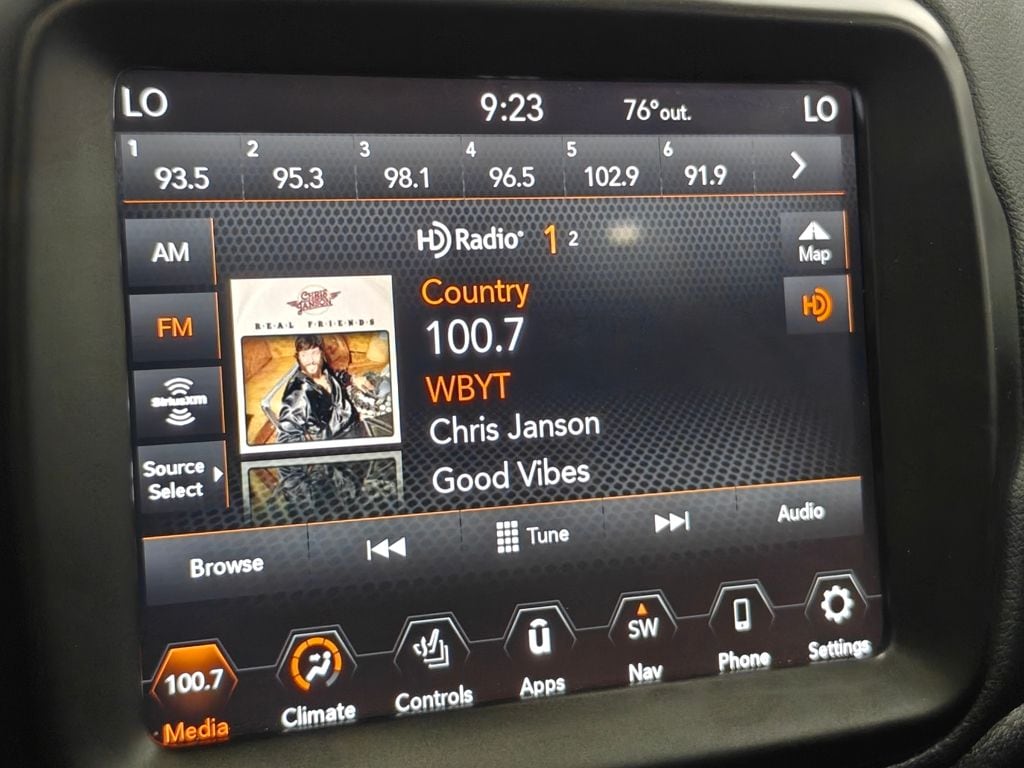 LO 9:23 76°out. LO
1 2 3 4 5 6
93.5 95.3 98.1 96.5 102.9 91.9
AM
FM
SiriusXM
Source
Select
HD Radio 1 2
Map
HD
CHRIS
JANSON
REAL FRIENDS
Country
100.7
WBYT
Chris Janson
Good Vibes
Browse Tune Audio
100.7 SW
Media Climate Controls Apps Nav Phone Settings